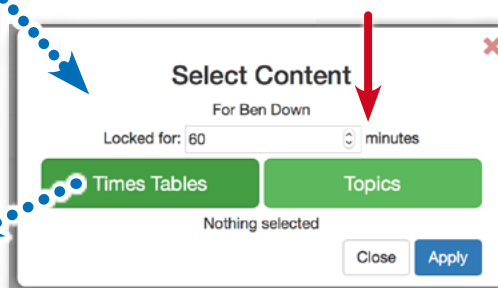 Select Content
For Ben Down
Locked for: 60 minutes
Times Tables Topics
Nothing selected
Close Apply